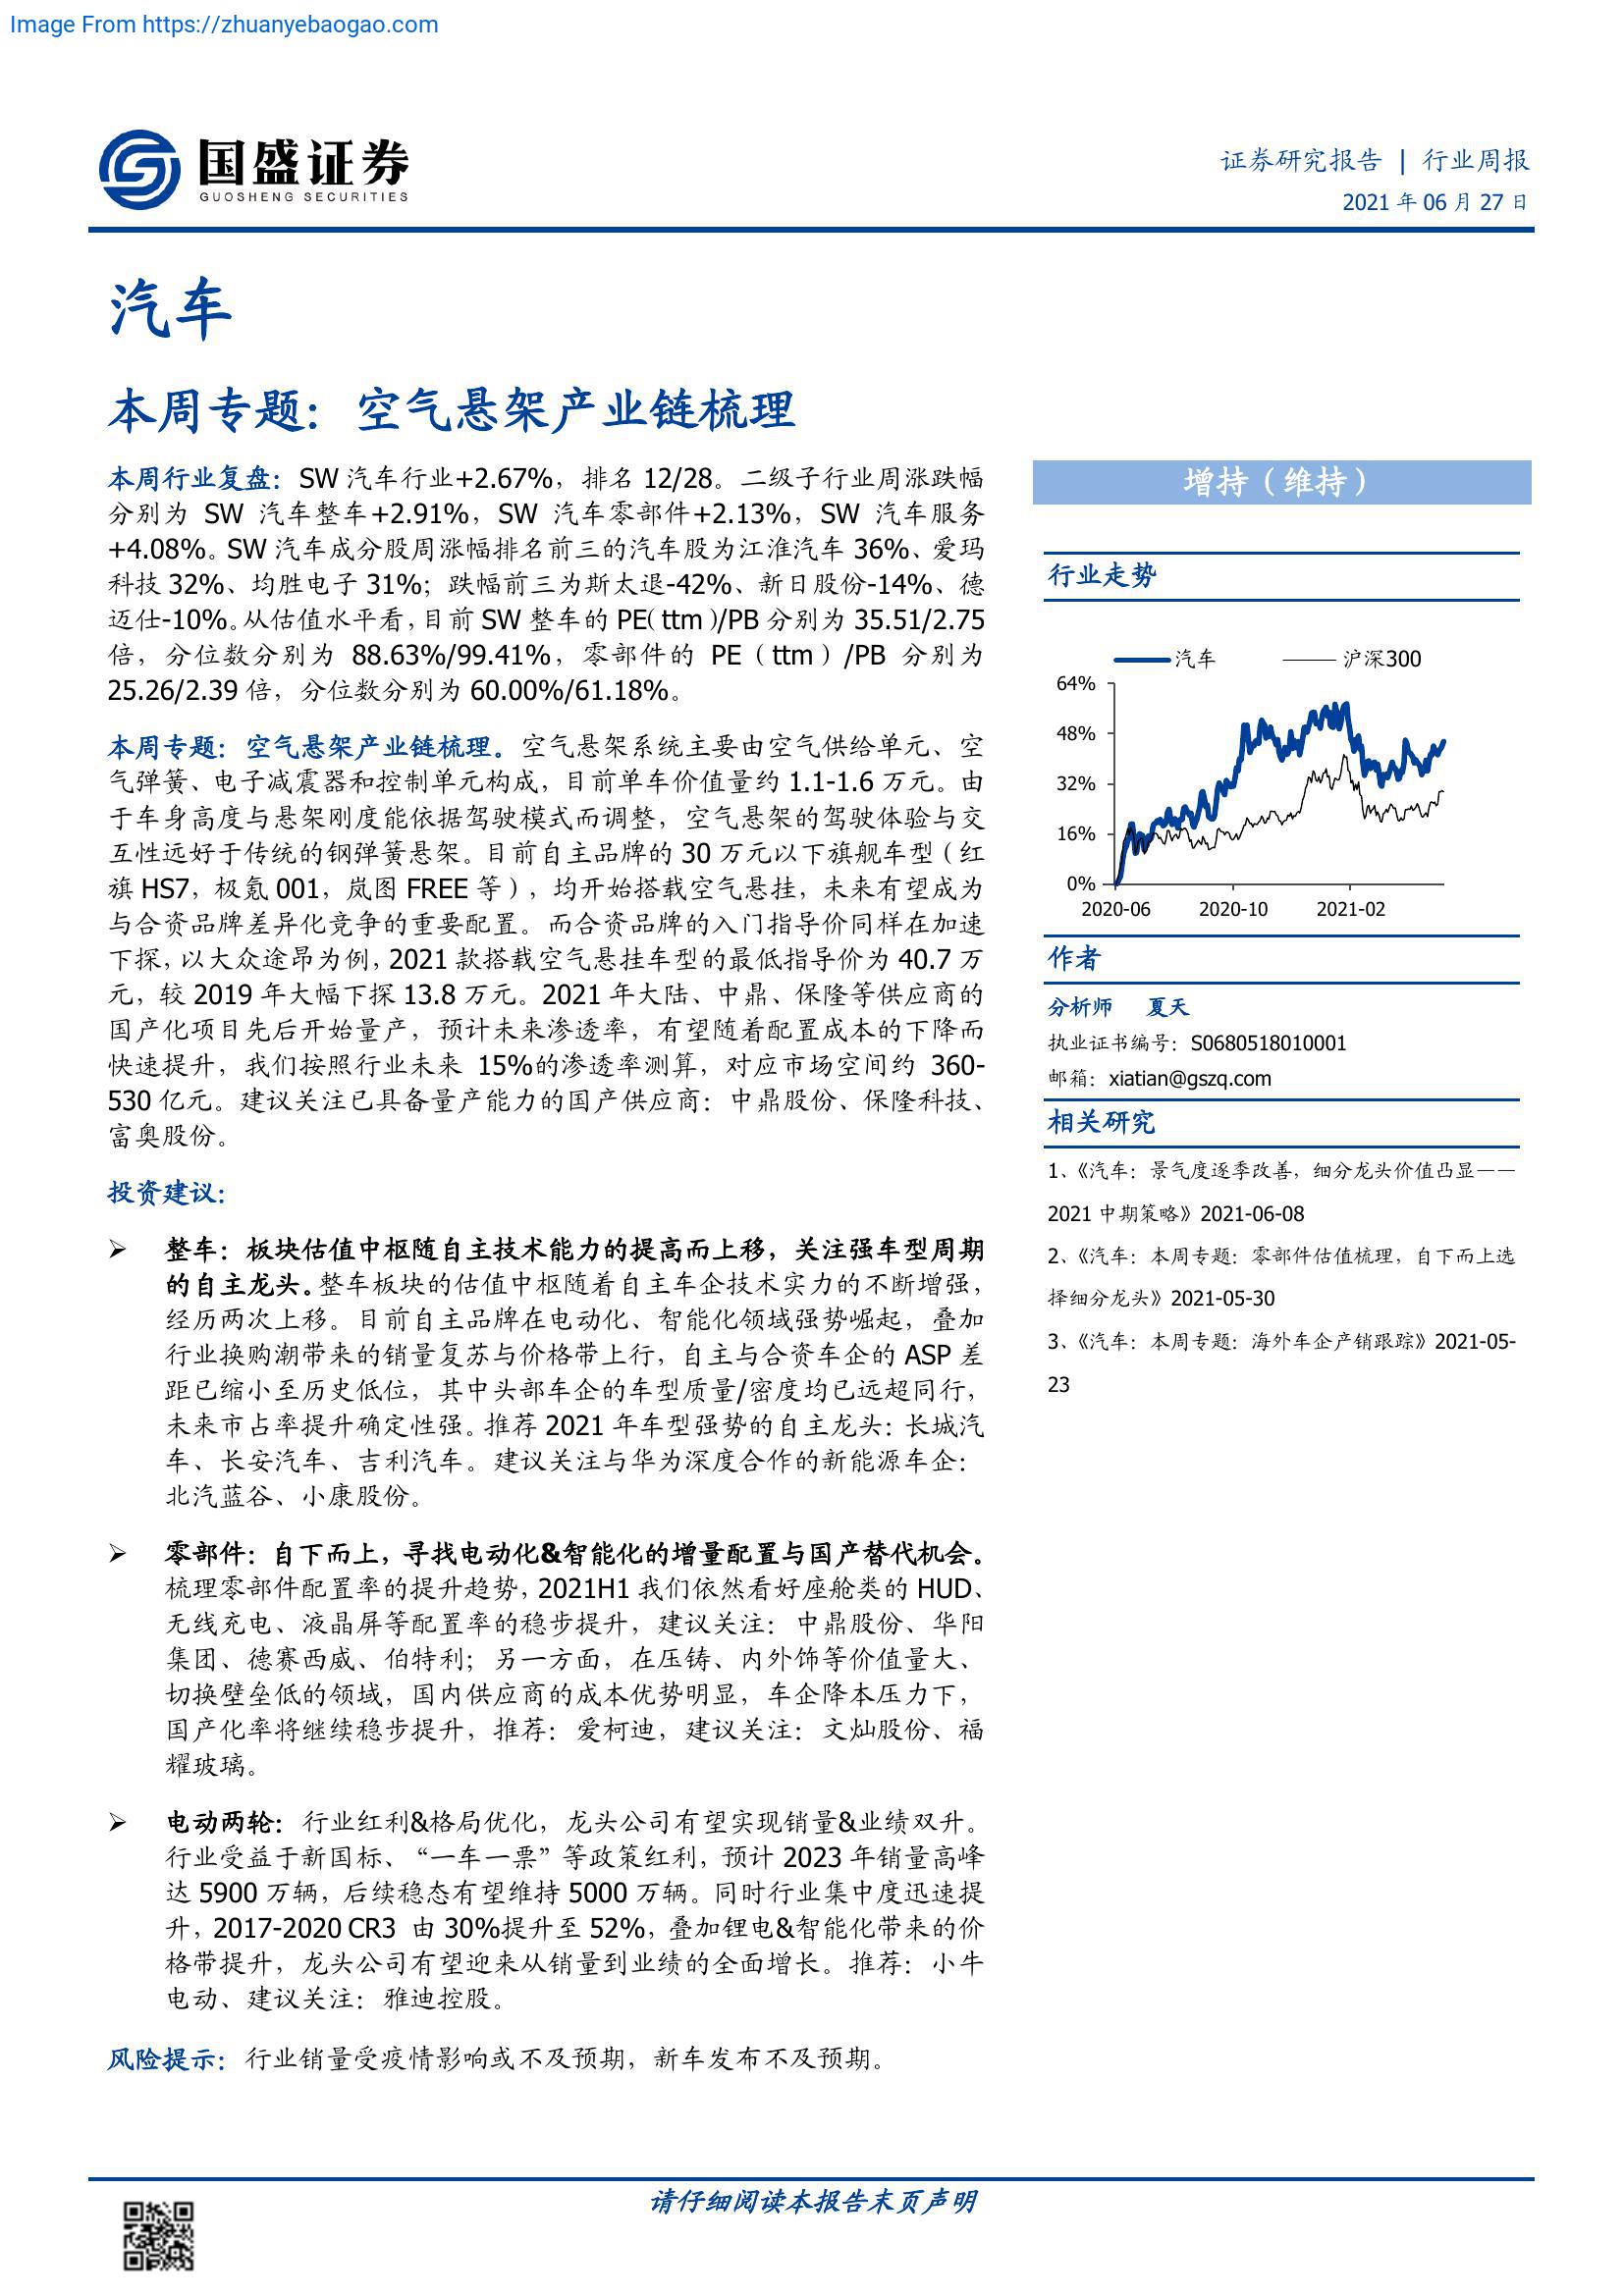 Image From https://zhuanyebaogao.com
国盛证券
GUOSHENG SECURITIES
证券研究报告 | 行业周报
2021 年 06 月 27 日
汽车
本周专题：空气悬架产业链梳理
本周行业复盘：SW 汽车行业+2.67%，排名 12/28。二级子行业周涨跌幅
分别为 SW 汽车整车+2.91%，SW 汽车零部件+2.13%，SW 汽车服务
+4.08%。SW 汽车成分股周涨幅排名前三的汽车股为江淮汽车 36%、爱玛
科技 32%、均胜电子 31%；跌幅前三为斯太退-42%、新日股份-14%、德
迈仕-10%。从估值水平看，目前 SW 整车的 PE（ttm）/PB 分别为 35.51/2.75
倍，分位数分别为 88.63%/99.41%，零部件的 PE（ttm）/PB 分别为
25.26/2.39 倍，分位数分别为 60.00%/61.18%。
本周专题：空气悬架产业链梳理。空气悬架系统主要由空气供给单元、空
气弹簧、电子减震器和控制单元构成，目前单车价值量约 1.1-1.6 万元。由
于车身高度与悬架刚度能依据驾驶模式而调整，空气悬架的驾驶体验与交
互性远好于传统的钢弹簧悬架。目前自主品牌的 30 万元以下旗舰车型（红
旗 HS7，极氪 001，岚图 FREE 等），均开始搭载空气悬挂，未来有望成为
与合资品牌差异化竞争的重要配置。而合资品牌的入门指导价同样在加速
下探，以大众途昂为例，2021 款搭载空气悬挂车型的最低指导价为 40.7 万
元，较 2019 年大幅下探 13.8 万元。2021 年大陆、中鼎、保隆等供应商的
国产化项目先后开始量产，预计未来渗透率，有望随着配置成本的下降而
快速提升，我们按照行业未来 15%的渗透率测算，对应市场空间约 360-
530 亿元。建议关注已具备量产能力的国产供应商：中鼎股份、保隆科技、
富奥股份。
投资建议：
➢ 整车：板块估值中枢随自主技术能力的提高而上移，关注强车型周期
的自主龙头。整车板块的估值中枢随着自主车企技术实力的不断增强，
经历两次上移。目前自主品牌在电动化、智能化领域强势崛起，叠加
行业换购潮带来的销量复苏与价格带上行，自主与合资车企的 ASP 差
距已缩小至历史低位，其中头部车企的车型质量/密度均已远超同行，
未来市占率提升确定性强。推荐 2021 年车型强势的自主龙头：长城汽
车、长安汽车、吉利汽车。建议关注与华为深度合作的新能源车企：
北汽蓝谷、小康股份。
➢ 零部件：自下而上，寻找电动化&智能化的增量配置与国产替代机会。
梳理零部件配置率的提升趋势，2021H1 我们依然看好座舱类的 HUD、
无线充电、液晶屏等配置率的稳步提升，建议关注：中鼎股份、华阳
集团、德赛西威、伯特利；另一方面，在压铸、内外饰等价值量大、
切换壁垒低的领域，国内供应商的成本优势明显，车企降本压力下，
国产化率将继续稳步提升，推荐：爱柯迪，建议关注：文灿股份、福
耀玻璃。
➢ 电动两轮：行业红利&格局优化，龙头公司有望实现销量&业绩双升。
行业受益于新国标、“一车一票”等政策红利，预计 2023 年销量高峰
达 5900 万辆，后续稳态有望维持 5000 万辆。同时行业集中度迅速提
升，2017-2020 CR3 由 30%提升至 52%，叠加锂电&智能化带来的价
格带提升，龙头公司有望迎来从销量到业绩的全面增长。推荐：小牛
电动、建议关注：雅迪控股。
风险提示：行业销量受疫情影响或不及预期，新车发布不及预期。
增持（维持）
行业走势
汽车 沪深300
64%
48%
32%
16%
0%
2020-06 2020-10 2021-02
作者
分析师 夏天
执业证书编号：S0680518010001
邮箱：xiatian@gszq.com
相关研究
1、《汽车：景气度逐季改善，细分龙头价值凸显——
2021 中期策略》2021-06-08
2、《汽车：本周专题：零部件估值梳理，自下而上选
择细分龙头》2021-05-30
3、《汽车：本周专题：海外车企产销跟踪》2021-05-
23
请仔细阅读本报告末页声明